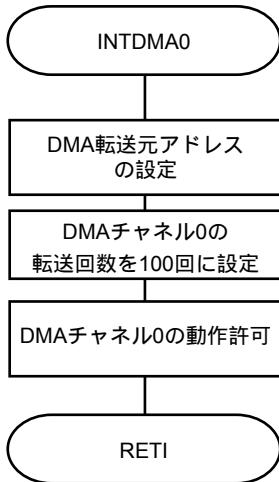 INTDMA0
DMA転送元アドレス
の設定
DMAチャネル0の
転送回数を100回に設定
DMAチャネル0の動作許可
RETI